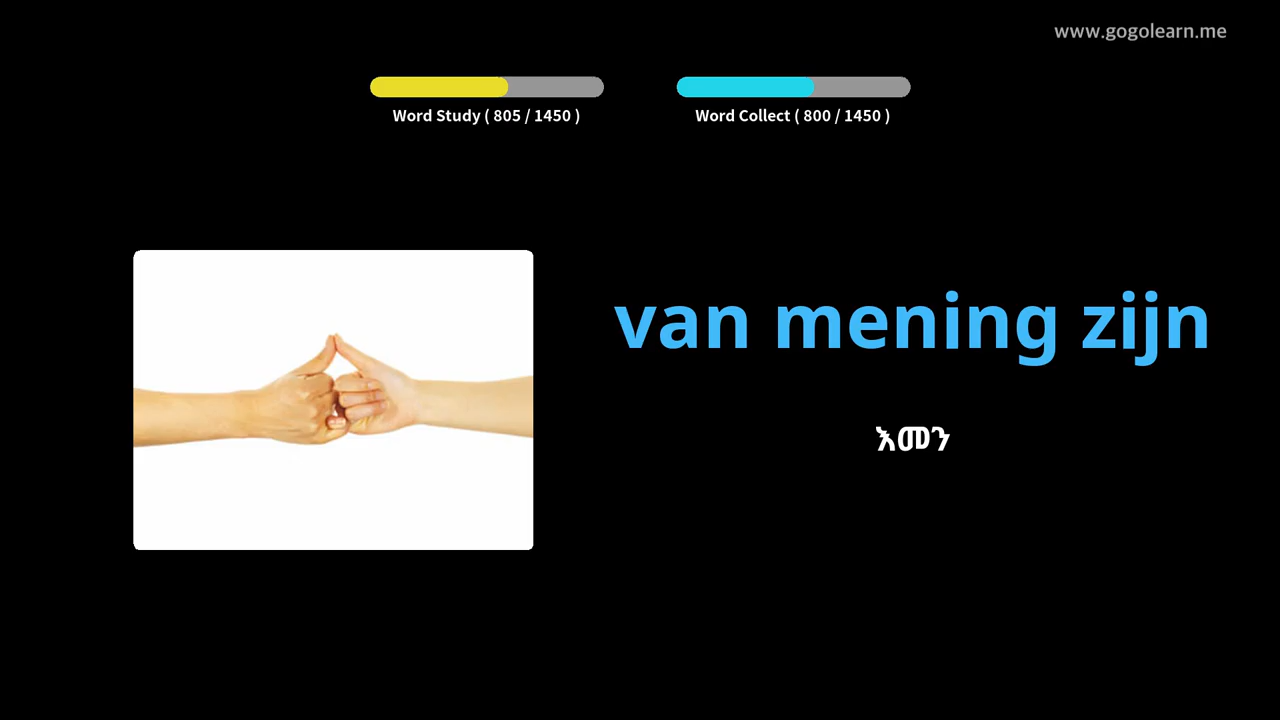 www.gogolearn.me
Word Study ( 805 / 1450 )
Word Collect ( 800 / 1450 )
van mening zijn
እመን